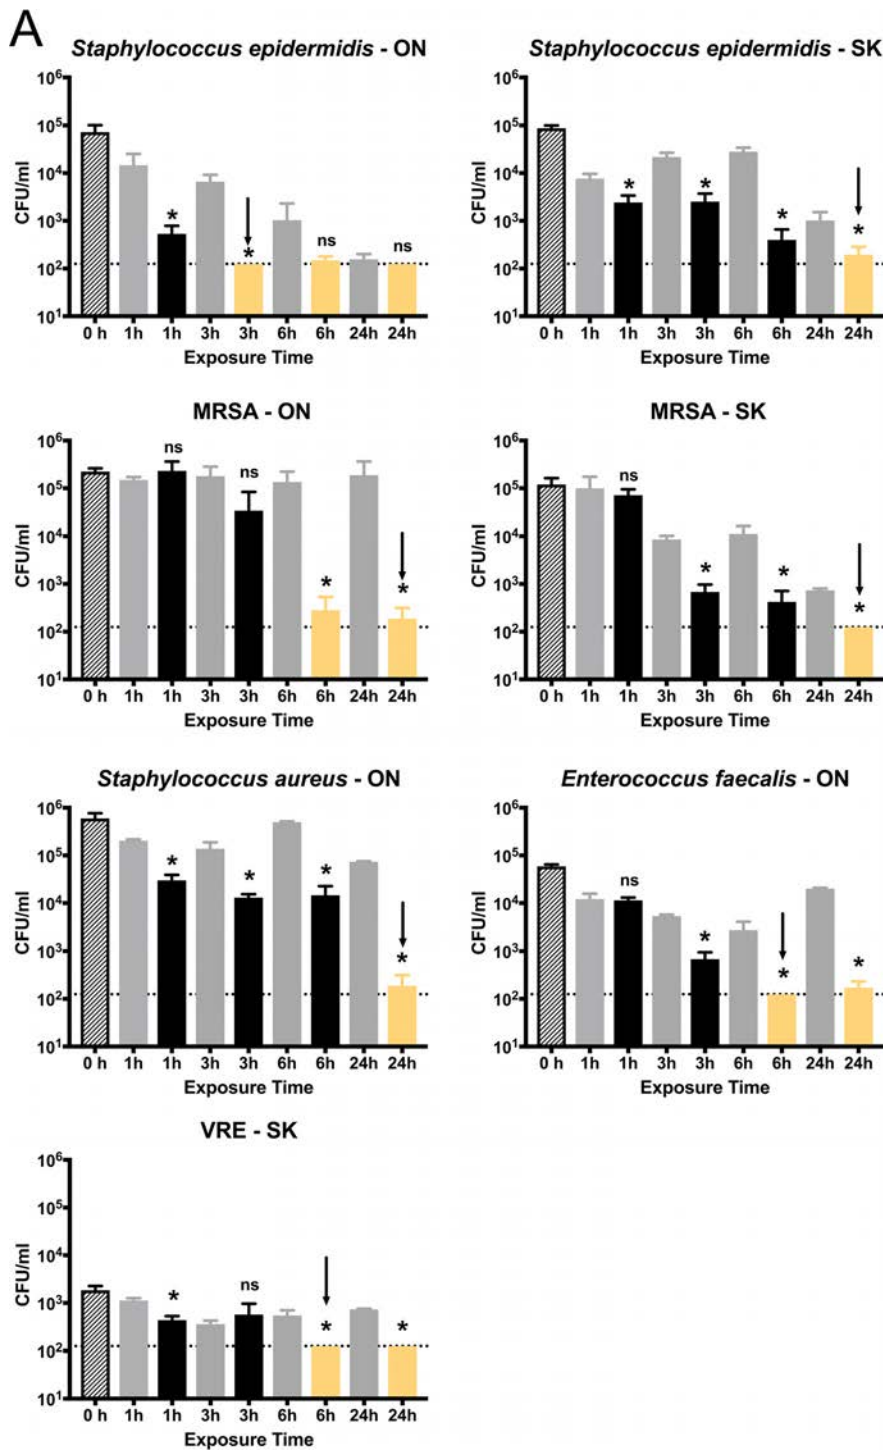 A
Staphylococcus epidermidis - ON
CFU/ml
10⁶
10⁵
10⁴
10³
10²
10¹
*
*
ns
ns
0 h 1h 1h 3h 3h 6h 6h 24h 24h
Exposure Time
Staphylococcus epidermidis - SK
CFU/ml
10⁶
10⁵
10⁴
10³
10²
10¹
*
*
*
*
0 h 1h 1h 3h 3h 6h 6h 24h 24h
Exposure Time
MRSA - ON
CFU/ml
10⁶
10⁵
10⁴
10³
10²
10¹
ns
ns
*
*
0 h 1h 1h 3h 3h 6h 6h 24h 24h
Exposure Time
MRSA - SK
CFU/ml
10⁶
10⁵
10⁴
10³
10²
10¹
ns
*
*
*
0 h 1h 1h 3h 3h 6h 6h 24h 24h
Exposure Time
Staphylococcus aureus - ON
CFU/ml
10⁶
10⁵
10⁴
10³
10²
10¹
*
*
*
*
0 h 1h 1h 3h 3h 6h 6h 24h 24h
Exposure Time
Enterococcus faecalis - ON
CFU/ml
10⁶
10⁵
10⁴
10³
10²
10¹
ns
*
*
*
0 h 1h 1h 3h 3h 6h 6h 24h 24h
Exposure Time
VRE - SK
CFU/ml
10⁶
10⁵
10⁴
10³
10²
10¹
*
ns
*
*
0 h 1h 1h 3h 3h 6h 6h 24h 24h
Exposure Time